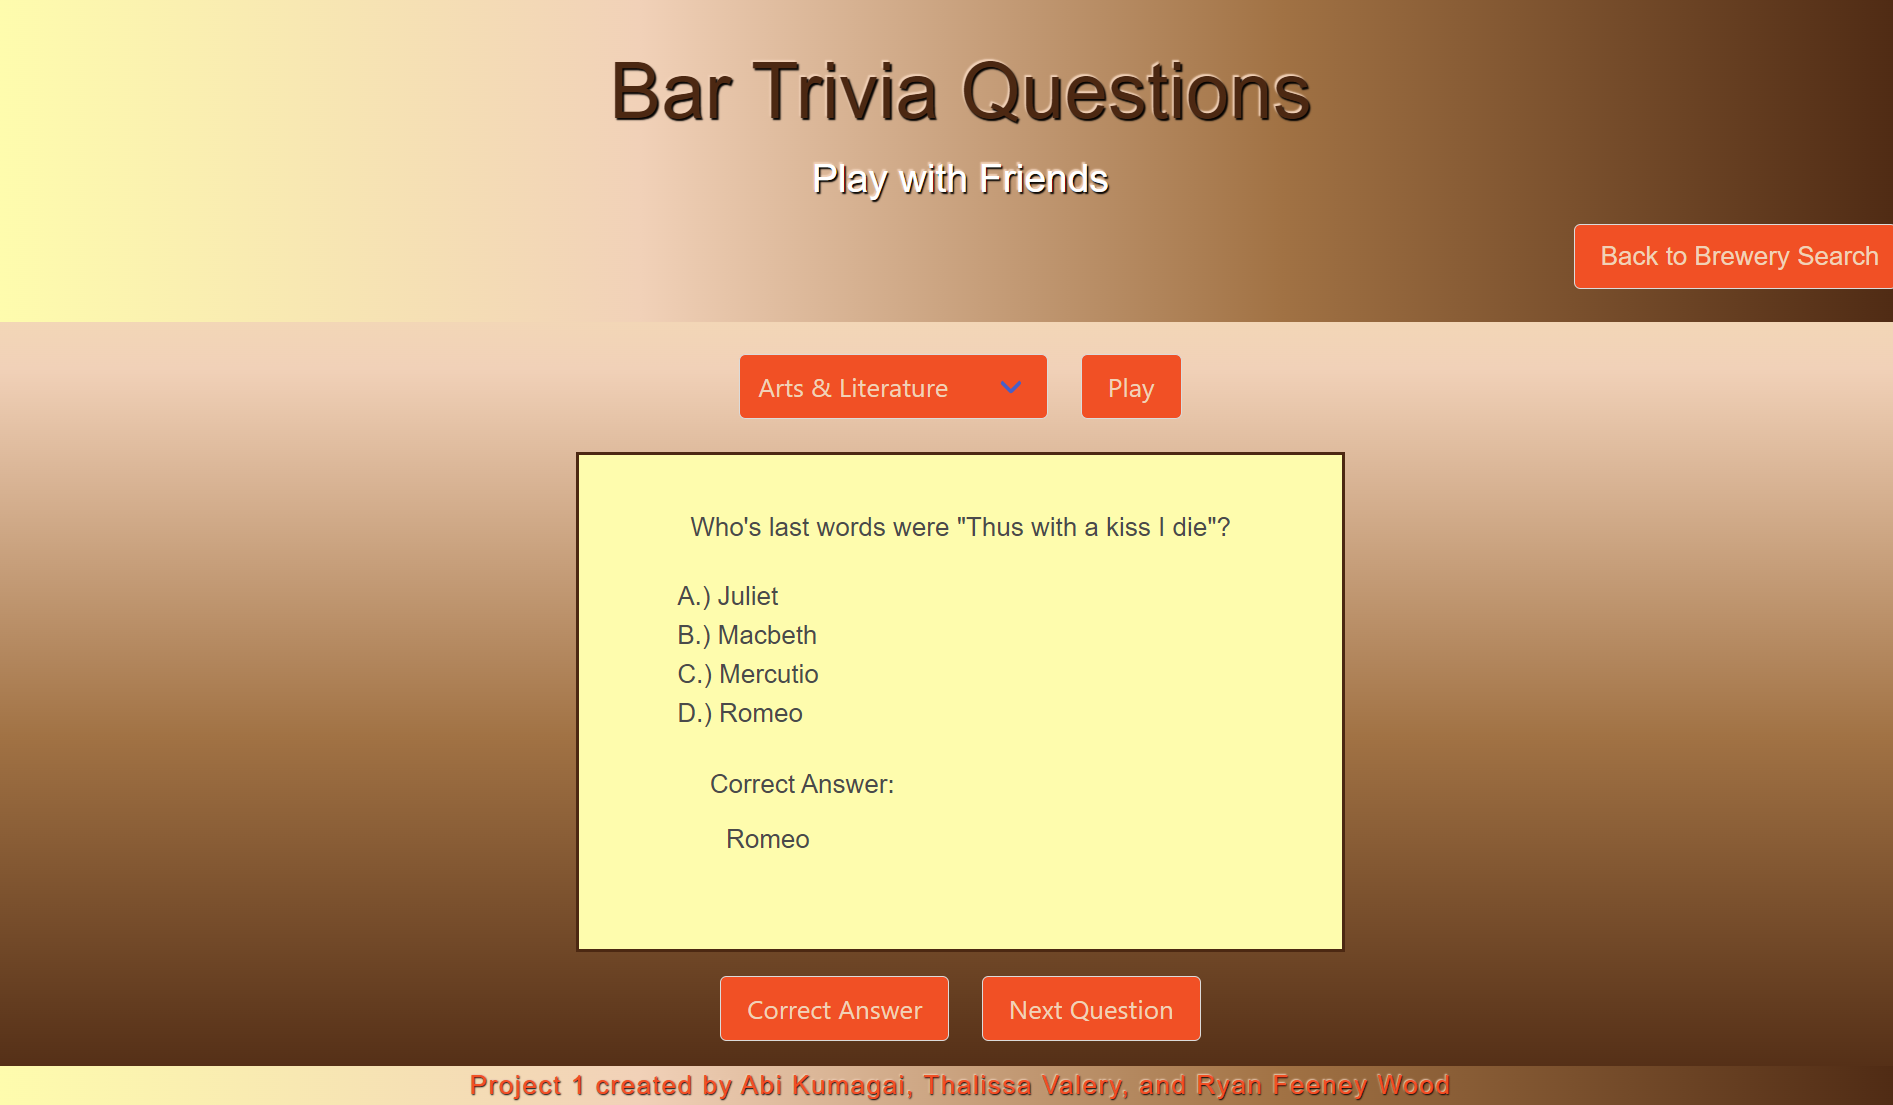 Bar Trivia Questions
Play with Friends
Back to Brewery Search
Arts & Literature
Play
Who's last words were "Thus with a kiss I die"?
A.) Juliet
B.) Macbeth
C.) Mercutio
D.) Romeo
Correct Answer:
Romeo
Correct Answer
Next Question
Project 1 created by Abi Kumagai, Thalissa Valery, and Ryan Feeney Wood